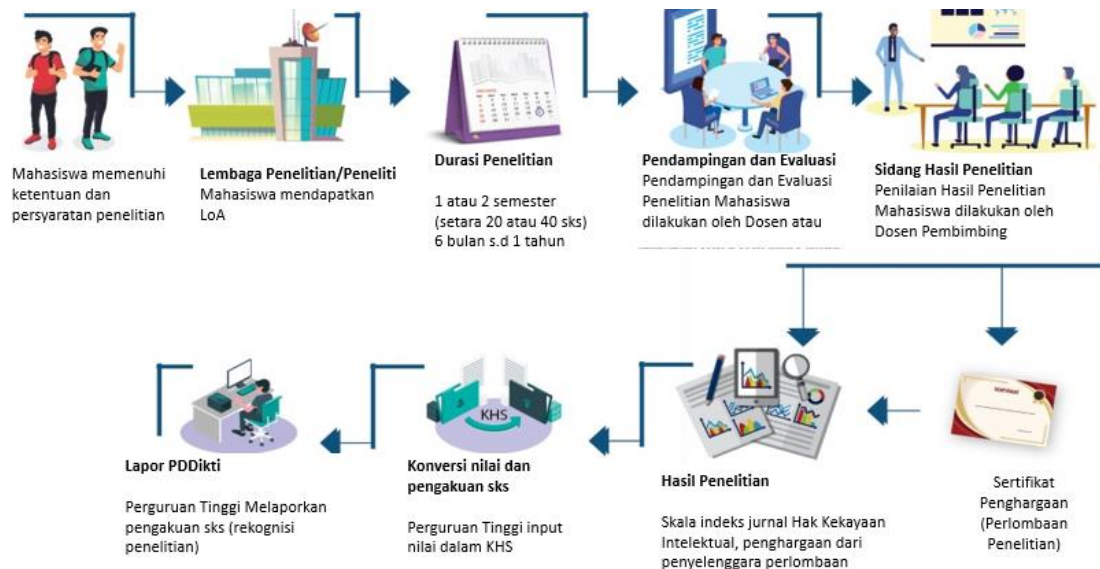 Mahasiswa memenuhi
ketentuan dan
persyaratan penelitian
Lembaga Penelitian/Peneliti
Mahasiswa mendapatkan
LoA
Durasi Penelitian
1 atau 2 semester
(setara 20 atau 40 sks)
6 bulan s.d 1 tahun
Pendampingan dan Evaluasi
Pendampingan dan Evaluasi
Penelitian Mahasiswa
dilakukan oleh Dosen atau
Sidang Hasil Penelitian
Penilaian Hasil Penelitian
Mahasiswa dilakukan oleh
Dosen Pembimbing
Lapor PDDikti
Perguruan Tinggi Melaporkan
pengakuan sks (rekognisi
penelitian)
KHS
Konversi nilai dan
pengakuan sks
Perguruan Tinggi input
nilai dalam KHS
Hasil Penelitian
Skala indeks jurnal Hak Kekayaan
Intelektual, penghargaan dari
penyelenggara perlombaan
Sertifikat
Penghargaan
(Perlombaan
Penelitian)